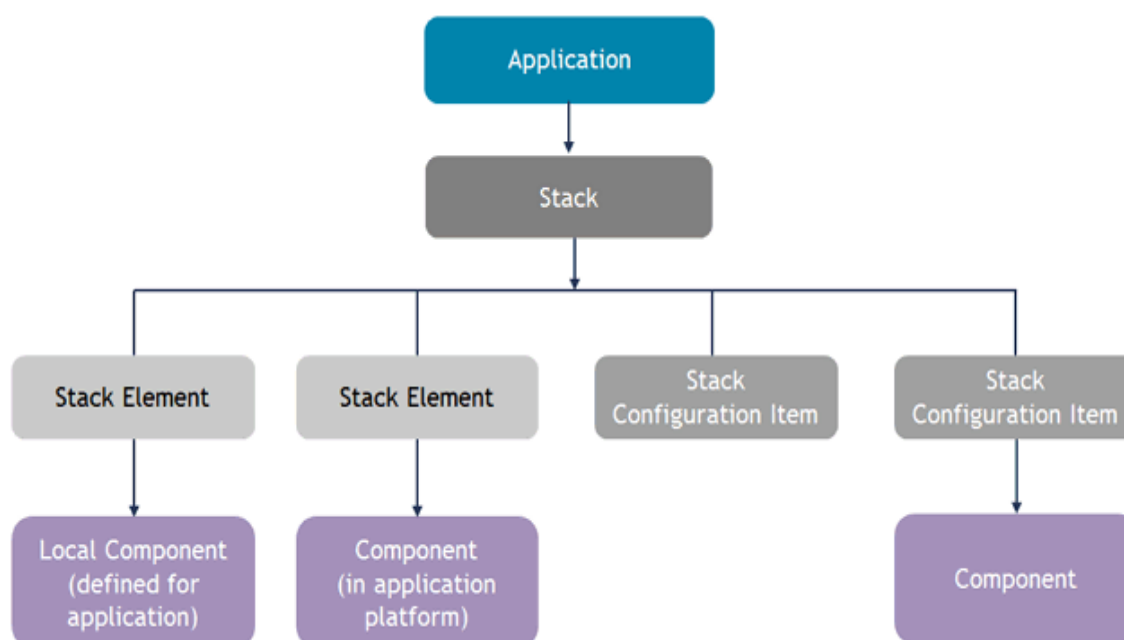 Application
Stack
Stack Element
Stack Element
Stack
Configuration Item
Stack
Configuration Item
Local Component
(defined for
application)
Component
(in application
platform)
Component